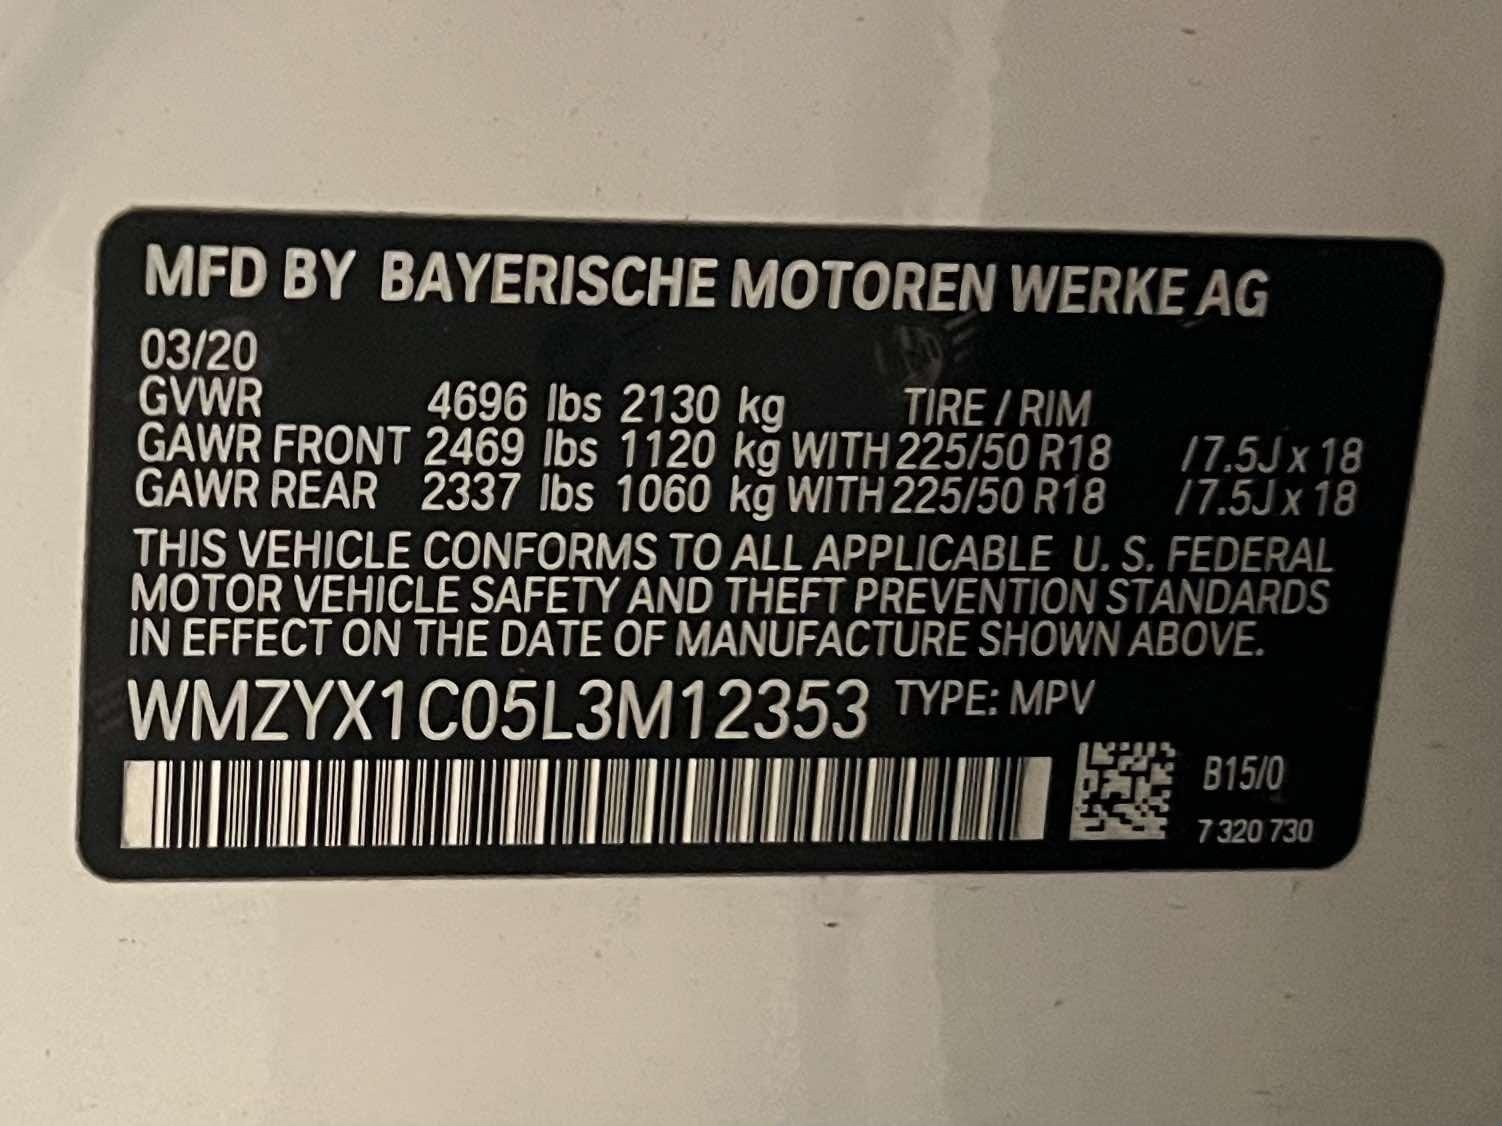 MFD BY BAYERISCHE MOTOREN WERKE AG
03/20
GVWR 4696 lbs 2130 kg TIRE / RIM
GAWR FRONT 2469 lbs 1120 kg WITH 225/50 R18 / 7.5J x 18
GAWR REAR 2337 lbs 1060 kg WITH 225/50 R18 / 7.5J x 18
THIS VEHICLE CONFORMS TO ALL APPLICABLE U. S. FEDERAL
MOTOR VEHICLE SAFETY AND THEFT PREVENTION STANDARDS
IN EFFECT ON THE DATE OF MANUFACTURE SHOWN ABOVE.
WMZYX1C05L3M12353 TYPE: MPV
B15/0
7 320 730